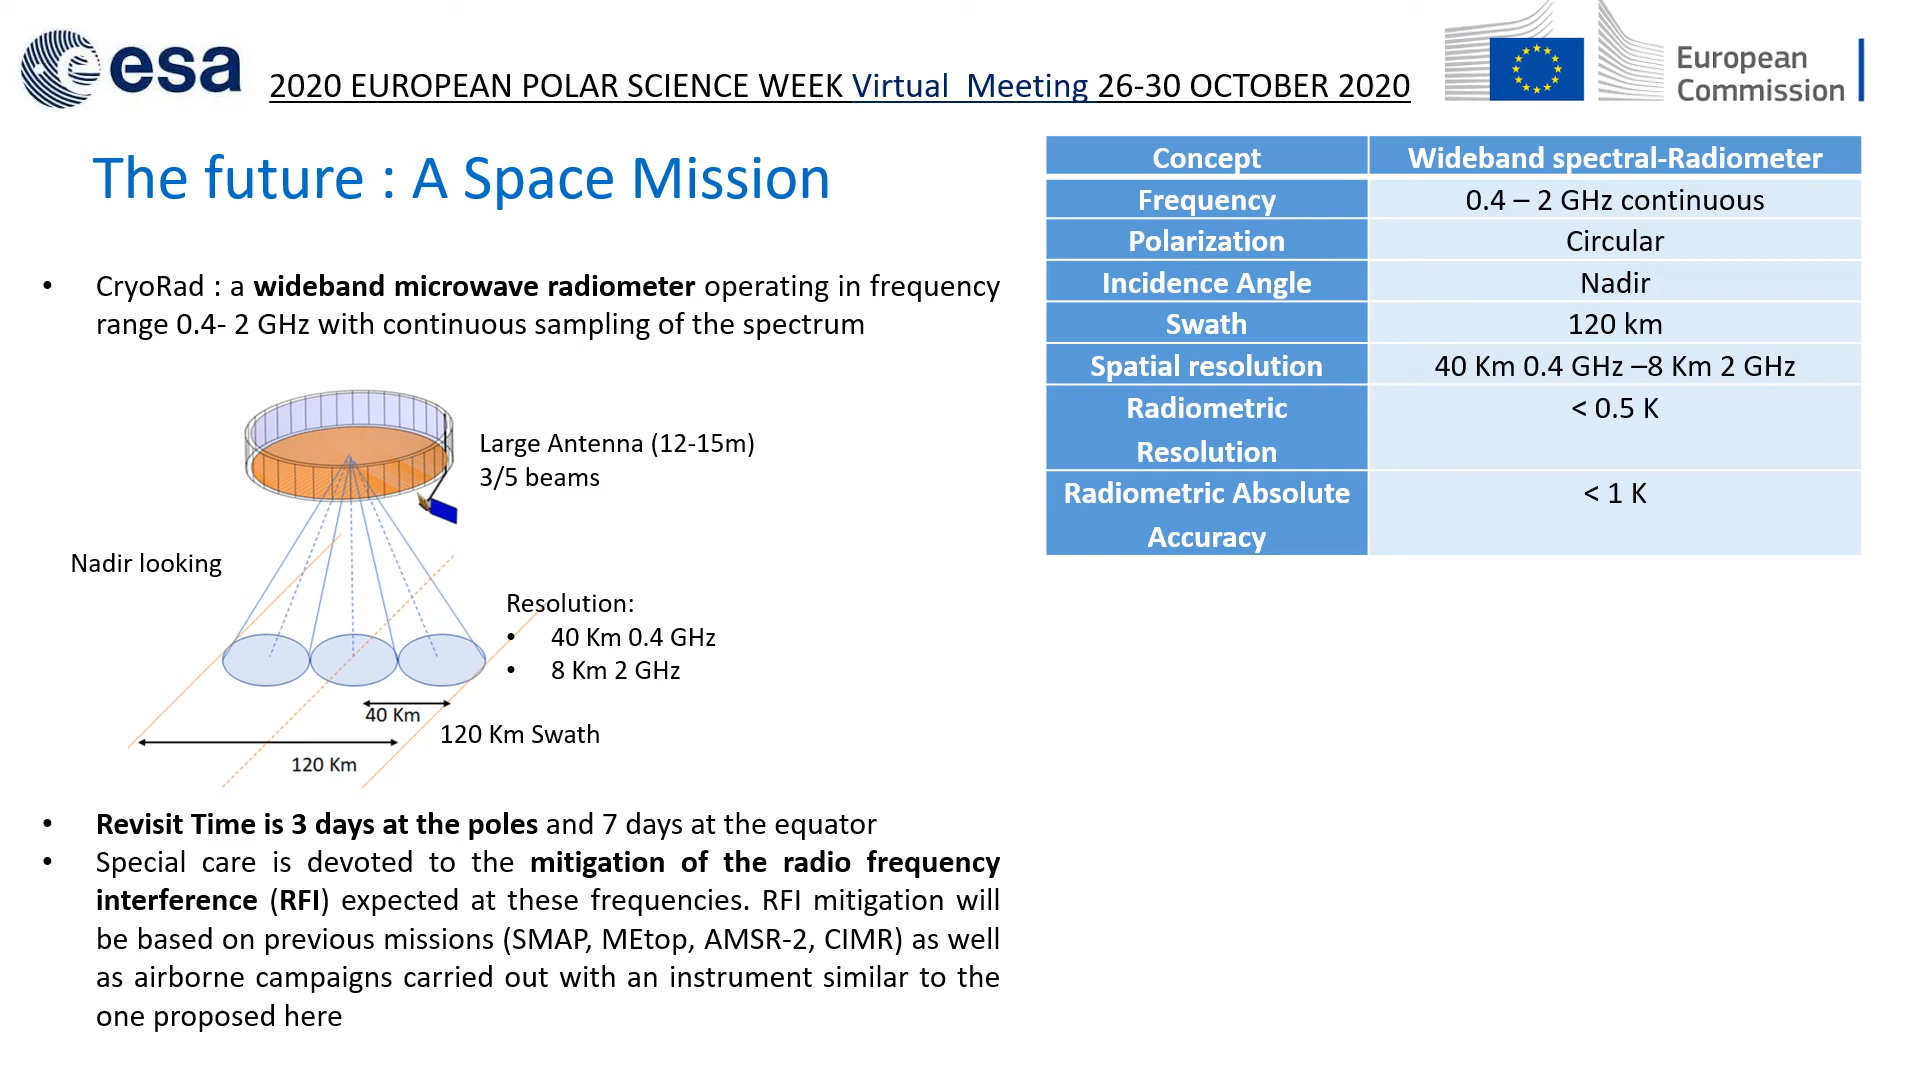 esa
2020 EUROPEAN POLAR SCIENCE WEEK Virtual Meeting 26-30 OCTOBER 2020
European
Commission
The future : A Space Mission
• CryoRad : a wideband microwave radiometer operating in frequency
range 0.4- 2 GHz with continuous sampling of the spectrum
Large Antenna (12-15m)
3/5 beams
Nadir looking
Resolution:
• 40 Km 0.4 GHz
• 8 Km 2 GHz
40 Km
120 Km Swath
120 Km
• Revisit Time is 3 days at the poles and 7 days at the equator
• Special care is devoted to the mitigation of the radio frequency
interference (RFI) expected at these frequencies. RFI mitigation will
be based on previous missions (SMAP, MEtop, AMSR-2, CIMR) as well
as airborne campaigns carried out with an instrument similar to the
one proposed here
Concept Wideband spectral-Radiometer
Frequency 0.4 – 2 GHz continuous
Polarization Circular
Incidence Angle Nadir
Swath 120 km
Spatial resolution 40 Km 0.4 GHz –8 Km 2 GHz
Radiometric < 0.5 K
Resolution
Radiometric Absolute < 1 K
Accuracy